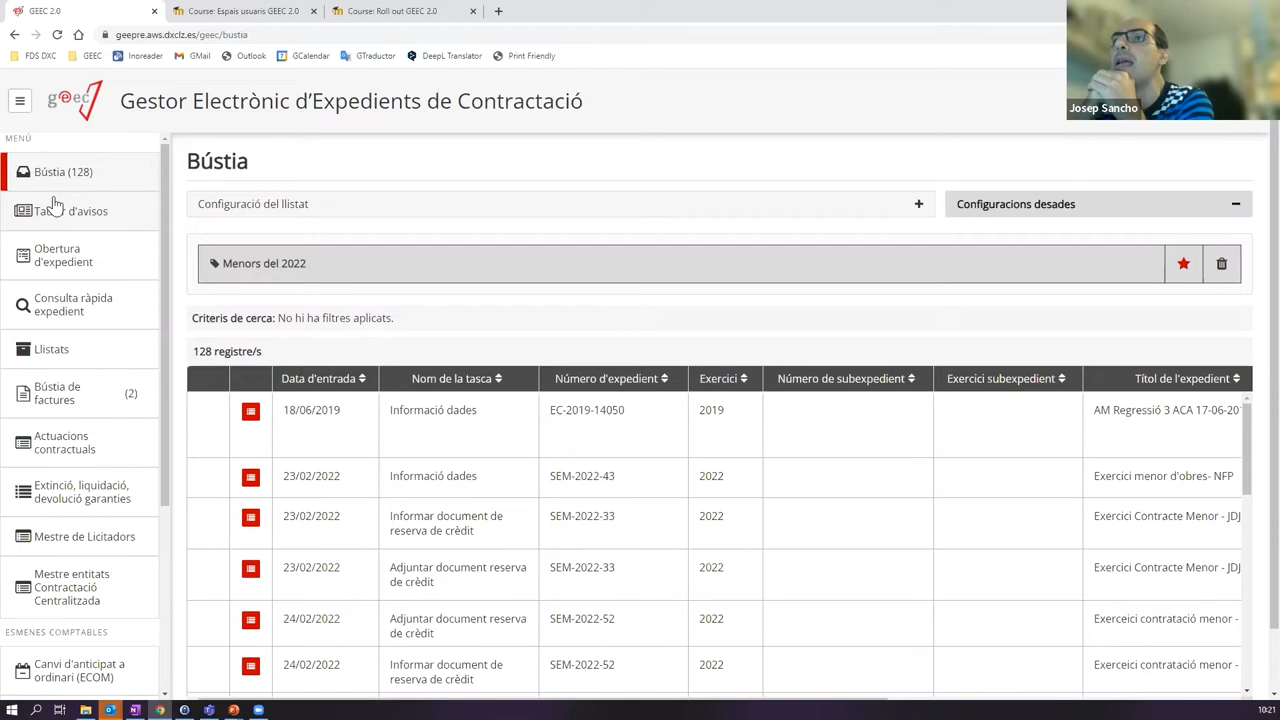 GEEC 2.0
Course: Espais usuaris GEEC 2.0
Course: Roll out GEEC 2.0
geepre.aws.dxclz.es/geec/bustia
FDS DXC
GEEC
Inoreader
GMail
Outlook
GCalendar
GTraductor
DeepL Translator
Print Friendly
Josep Sancho
geec
Gestor Electrònic d'Expedients de Contractació
MENÚ
Bústia (128)
d'avisos
Obertura
d'expedient
Consulta ràpida
expedient
Llistats
Bústia de
factures
(2)
Actuacions
contractuals
Extinció, liquidació,
devolució garanties
Mestre de Licitadors
Mestre entitats
Contractació
Centralitzada
ESMENES COMPTABLES
Canvi d'anticipat a
ordinari (ECOM)
Bústia
Configuració del llistat
Configuracions desades
Menors del 2022
Criteris de cerca: No hi ha filtres aplicats.
128 registre/s
Data d'entrada Nom de la tasca Número d'expedient Exercici Número de subexpedient Exercici subexpedient Títol de l'expedient
18/06/2019 Informació dades EC-2019-14050 2019 AM Regressió 3 ACA 17-06-20
23/02/2022 Informació dades SEM-2022-43 2022 Exercici menor d'obres- NFP
23/02/2022 Informar document de SEM-2022-33 2022 Exercici Contracte Menor - JDJ
reserva de crèdit
23/02/2022 Adjuntar document reserva SEM-2022-33 2022 Exercici Contracte Menor - JDJ
de crèdit
24/02/2022 Adjuntar document reserva SEM-2022-52 2022 Exerceici contratació menor -
de crèdit
24/02/2022 Informar document de SEM-2022-52 2022 Exerceici contratació menor -
reserva de crèdit
10:21